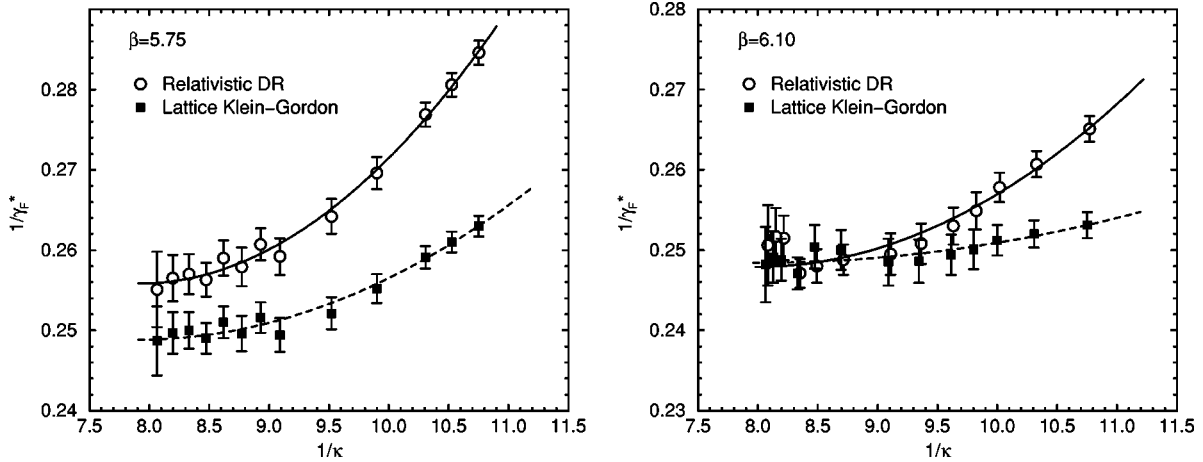 β=5.75
Relativistic DR
Lattice Klein-Gordon
1/γF*
0.28
0.27
0.26
0.25
0.24
7.5 8.0 8.5 9.0 9.5 10.0 10.5 11.0 11.5
1/κ
0.28
β=6.10
Relativistic DR
Lattice Klein-Gordon
1/γF*
0.27
0.26
0.25
0.24
0.23
7.5 8.0 8.5 9.0 9.5 10.0 10.5 11.0 11.5
1/κ